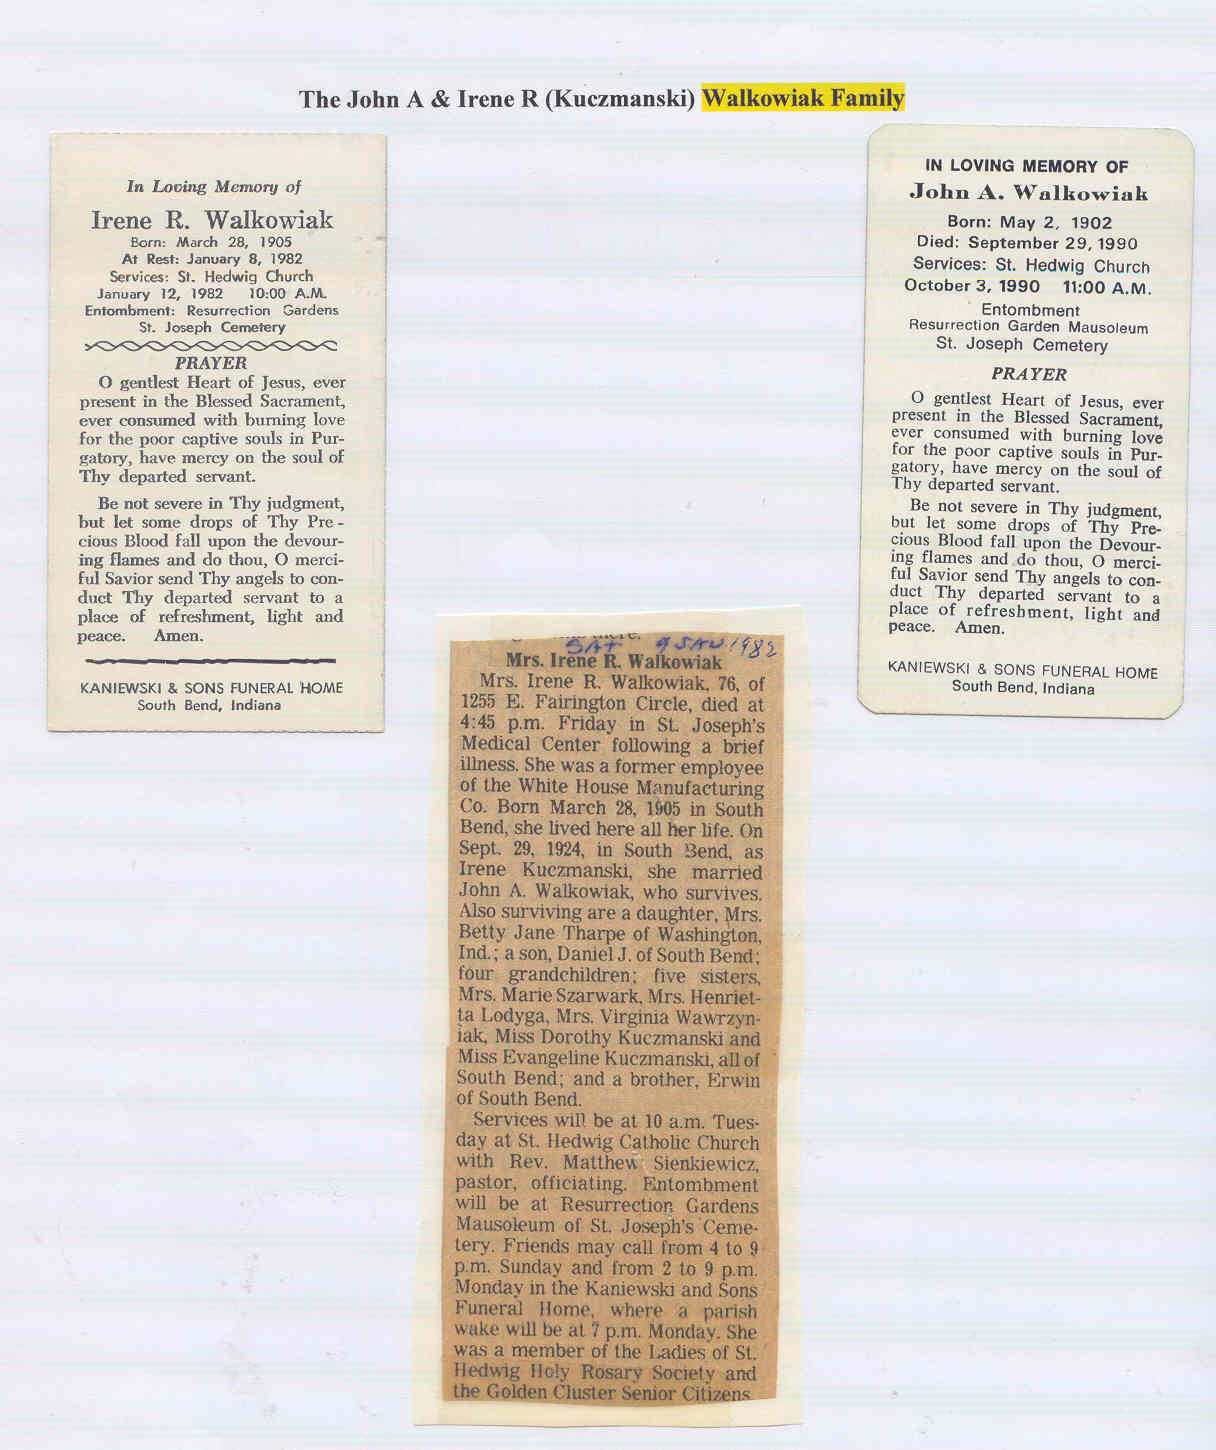 The John A & Irene R (Kuczmanski) Walkowiak Family
In Loving Memory of
Irene R. Walkowiak
Born: March 28, 1905
At Rest: January 8, 1982
Services: St. Hedwig Church
January 12, 1982 10:00 A.M.
Entombment: Resurrection Gardens
St. Joseph Cemetery
PRAYER
O gentlest Heart of Jesus, ever
present in the Blessed Sacrament,
ever consumed with burning love
for the poor captive souls in Pur-
gatory, have mercy on the soul of
Thy departed servant.
Be not severe in Thy judgment,
but let some drops of Thy Pre-
cious Blood fall upon the devour-
ing flames and do thou, O merci-
ful Savior send Thy angels to con-
duct Thy departed servant to a
place of refreshment, light and
peace. Amen.
KANIEWSKI & SONS FUNERAL HOME
South Bend, Indiana
IN LOVING MEMORY OF
John A. Walkowiak
Born: May 2, 1902
Died: September 29, 1990
Services: St. Hedwig Church
October 3, 1990 11:00 A.M.
Entombment
Resurrection Garden Mausoleum
St. Joseph Cemetery
PRAYER
O gentlest Heart of Jesus, ever
present in the Blessed Sacrament,
ever consumed with burning love
for the poor captive souls in Pur-
gatory, have mercy on the soul of
Thy departed servant.
Be not severe in Thy judgment,
but let some drops of Thy Pre-
cious Blood fall upon the Devour-
ing flames and do thou, O merci-
ful Savior send Thy angels to con-
duct Thy departed servant to a
place of refreshment, light and
peace. Amen.
KANIEWSKI & SONS FUNERAL HOME
South Bend, Indiana
there.
SAT 9 JAN 1982
Mrs. Irene R. Walkowiak
Mrs. Irene R. Walkowiak, 76, of
1255 E. Fairington Circle, died at
4:45 p.m. Friday in St. Joseph's
Medical Center following a brief
illness. She was a former employee
of the White House Manufacturing
Co. Born March 28, 1905 in South
Bend, she lived here all her life. On
Sept. 29, 1924, in South Bend, as
Irene Kuczmanski, she married
John A. Walkowiak, who survives.
Also surviving are a daughter, Mrs.
Betty Jane Tharpe of Washington,
Ind.; a son, Daniel J. of South Bend;
four grandchildren; five sisters,
Mrs. Marie Szarwark, Mrs. Henriet-
ta Lodyga, Mrs. Virginia Wawrzyn-
iak, Miss Dorothy Kuczmanski and
Miss Evangeline Kuczmanski, all of
South Bend; and a brother, Erwin
of South Bend.
Services will be at 10 a.m. Tues-
day at St. Hedwig Catholic Church
with Rev. Matthew Sienkiewicz,
pastor, officiating. Entombment
will be at Resurrection Gardens
Mausoleum of St. Joseph's Ceme-
tery. Friends may call from 4 to 9
p.m. Sunday and from 2 to 9 p.m.
Monday in the Kaniewski and Sons
Funeral Home, where a parish
wake will be at 7 p.m. Monday. She
was a member of the Ladies of St.
Hedwig Holy Rosary Society and
the Golden Cluster Senior Citizens.